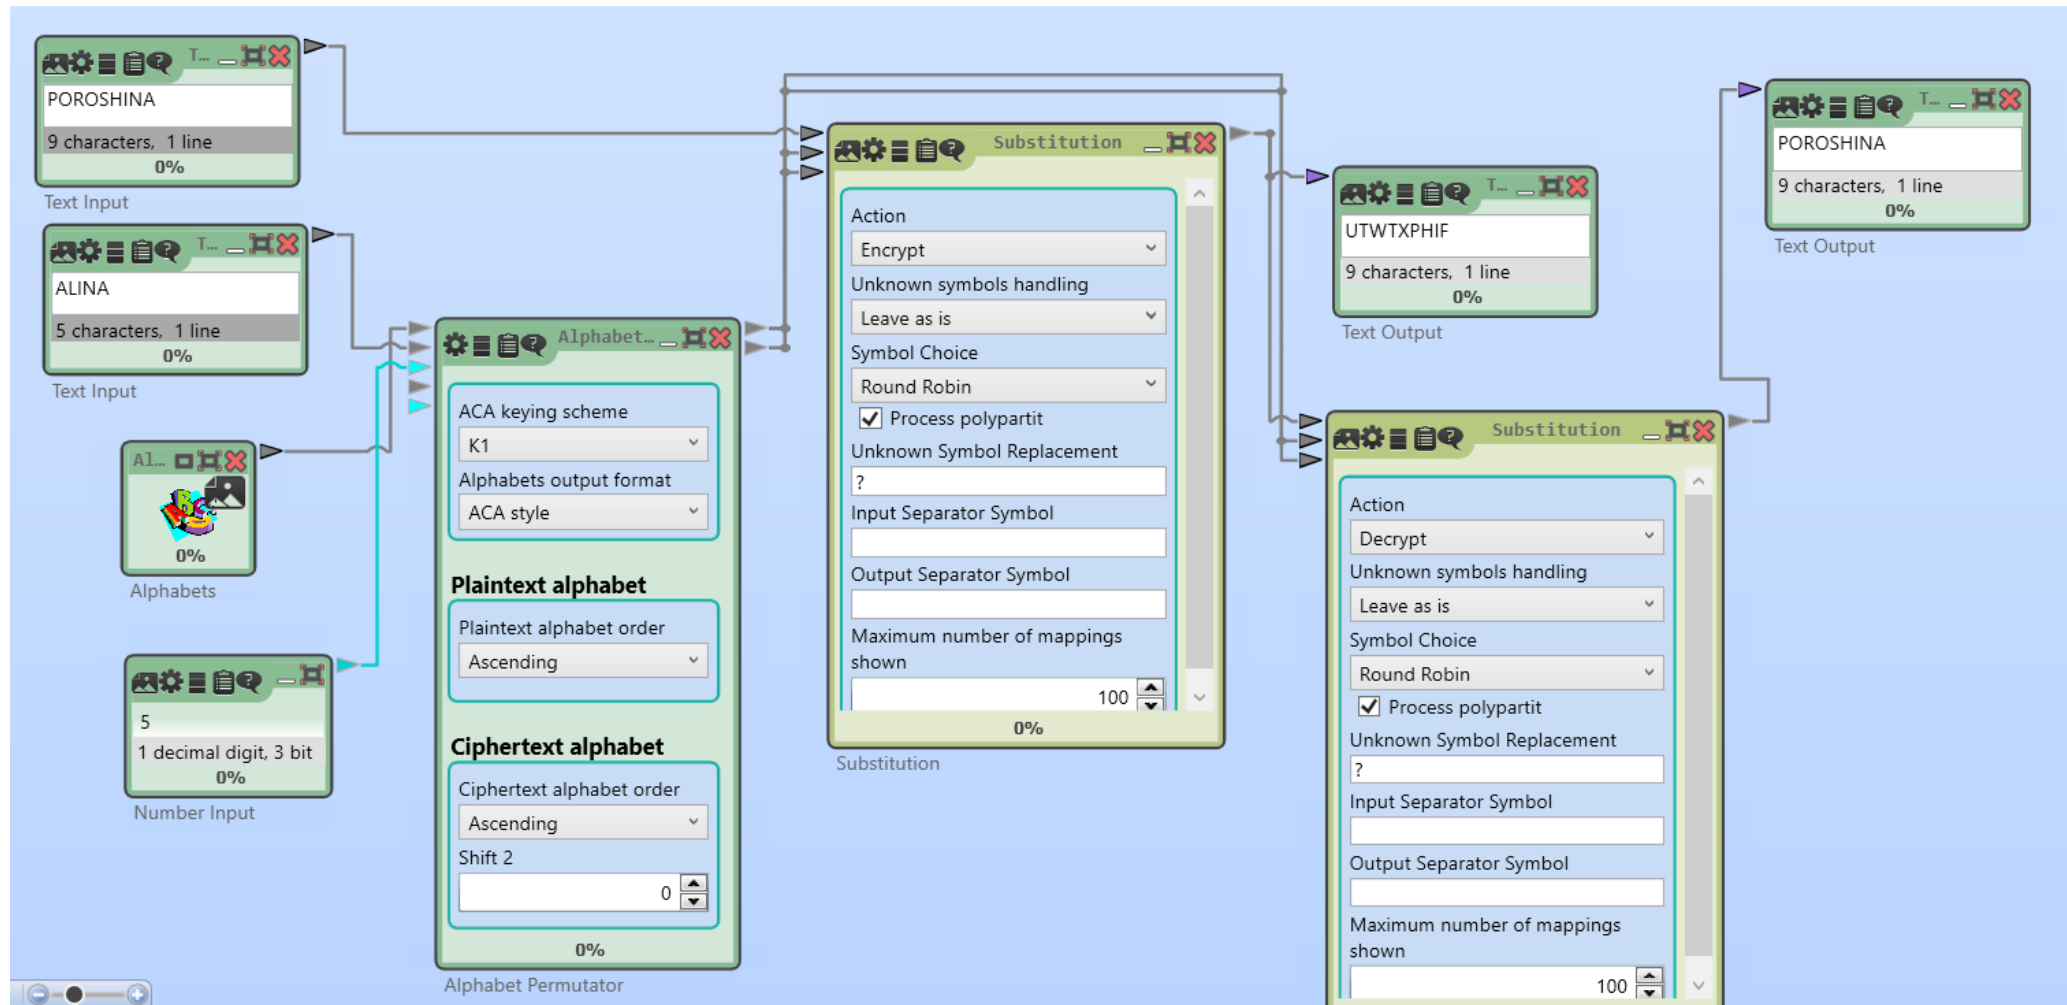 T...
POROSHINA
9 characters, 1 line
0%
Text Input
T...
ALINA
5 characters, 1 line
0%
Text Input
Al...
0%
Alphabets
5
1 decimal digit, 3 bit
0%
Number Input
Alphabet...
ACA keying scheme
K1
Alphabets output format
ACA style
Plaintext alphabet
Plaintext alphabet order
Ascending
Ciphertext alphabet
Ciphertext alphabet order
Ascending
Shift 2
0
0%
Alphabet Permutator
Substitution
Action
Encrypt
Unknown symbols handling
Leave as is
Symbol Choice
Round Robin
Process polypartit
Unknown Symbol Replacement
?
Input Separator Symbol
Output Separator Symbol
Maximum number of mappings
shown
100
0%
Substitution
T...
UTWTXPHIF
9 characters, 1 line
0%
Text Output
T...
POROSHINA
9 characters, 1 line
0%
Text Output
Substitution
Action
Decrypt
Unknown symbols handling
Leave as is
Symbol Choice
Round Robin
Process polypartit
Unknown Symbol Replacement
?
Input Separator Symbol
Output Separator Symbol
Maximum number of mappings
shown
100